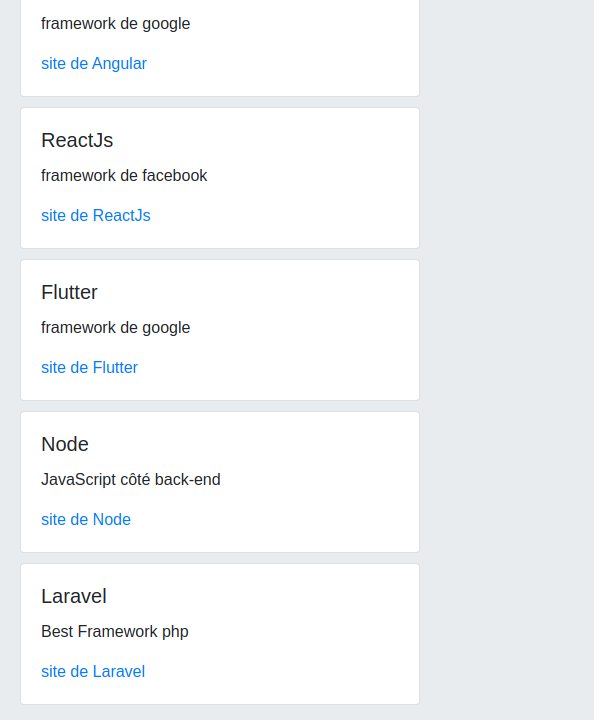 framework de google
site de Angular
ReactJs
framework de facebook
site de ReactJs
Flutter
framework de google
site de Flutter
Node
JavaScript côté back-end
site de Node
Laravel
Best Framework php
site de Laravel